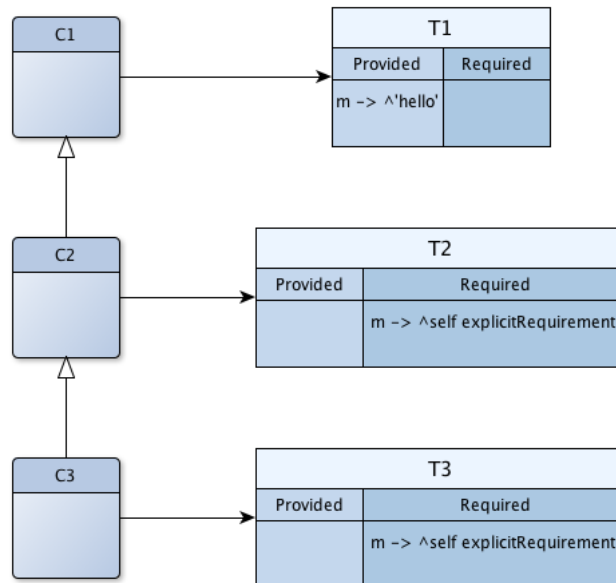 C1
T1
Provided Required
m -> ^'hello'
C2
T2
Provided Required
m -> ^self explicitRequirement
C3
T3
Provided Required
m -> ^self explicitRequirement